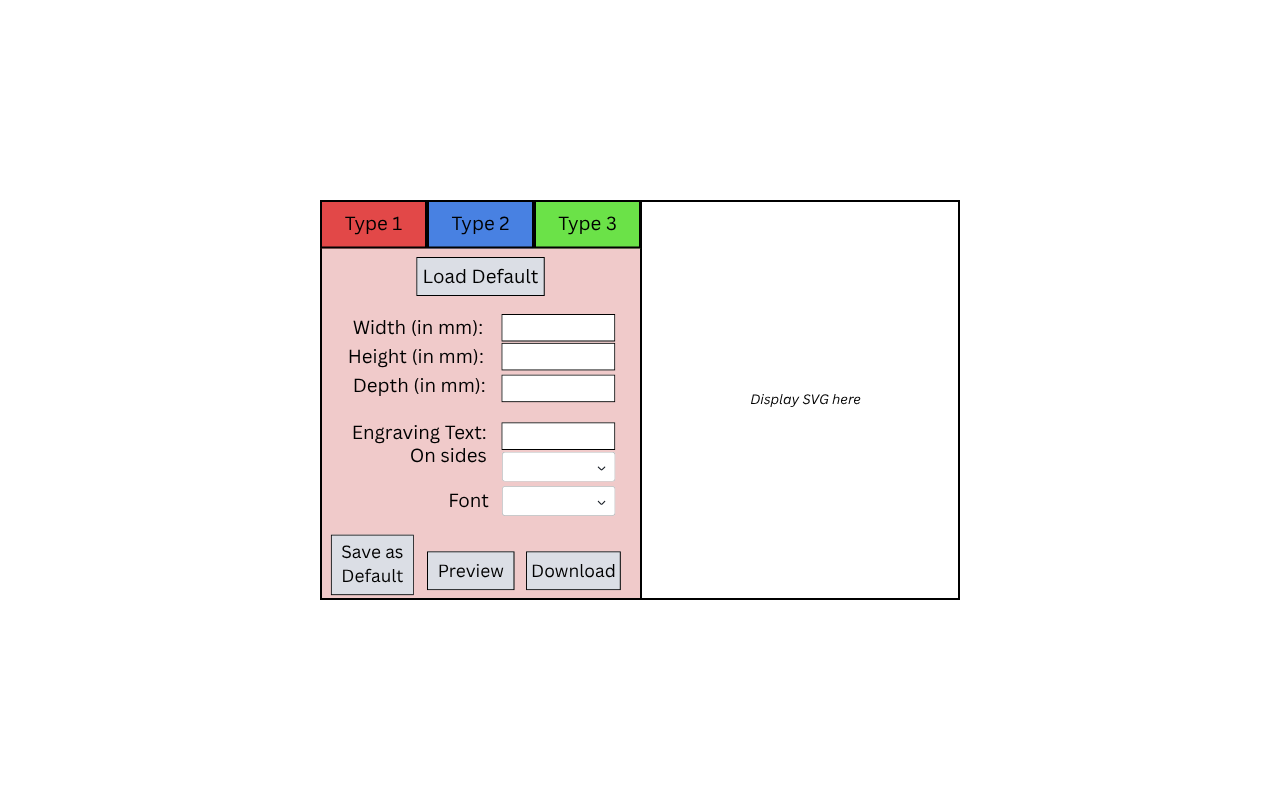 Type 1
Type 2
Type 3
Load Default
Width (in mm):
Height (in mm):
Depth (in mm):
Engraving Text:
On sides
Font
Save as
Default
Preview
Download
Display SVG here